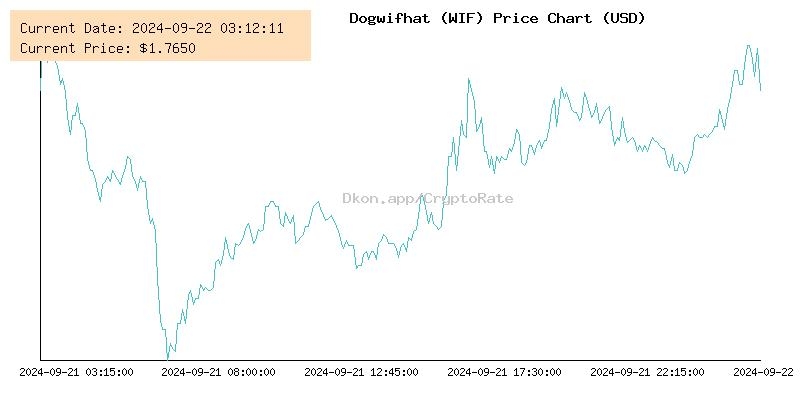 Dogwifhat (WIF) Price Chart (USD)
Current Date: 2024-09-22 03:12:11
Current Price: $1.7650
Dkon.app/CryptoRate
2024-09-21 03:15:00 2024-09-21 08:00:00 2024-09-21 12:45:00 2024-09-21 17:30:00 2024-09-21 22:15:00 2024-09-22